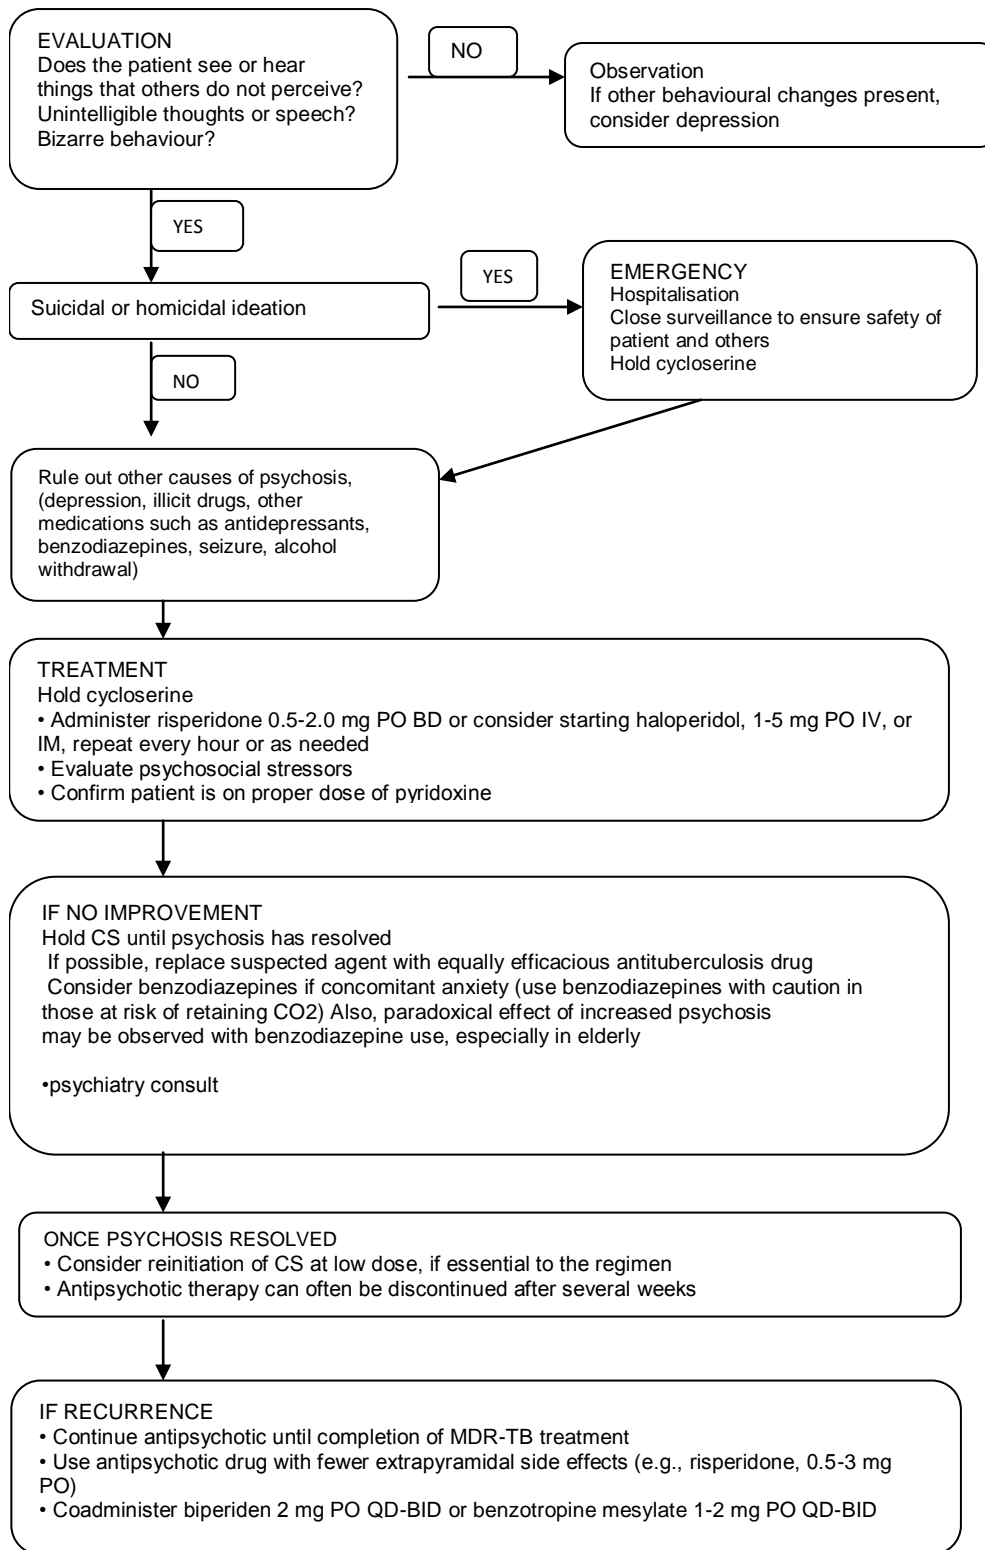 EVALUATION
Does the patient see or hear
things that others do not perceive?
Unintelligible thoughts or speech?
Bizarre behaviour?
NO
Observation
If other behavioural changes present,
consider depression
YES
Suicidal or homicidal ideation
YES
EMERGENCY
Hospitalisation
Close surveillance to ensure safety of
patient and others
Hold cycloserine
NO
Rule out other causes of psychosis,
(depression, illicit drugs, other
medications such as antidepressants,
benzodiazepines, seizure, alcohol
withdrawal)
TREATMENT
Hold cycloserine
• Administer risperidone 0.5-2.0 mg PO BD or consider starting haloperidol, 1-5 mg PO IV, or
IM, repeat every hour or as needed
• Evaluate psychosocial stressors
• Confirm patient is on proper dose of pyridoxine
IF NO IMPROVEMENT
Hold CS until psychosis has resolved
If possible, replace suspected agent with equally efficacious antituberculosis drug
Consider benzodiazepines if concomitant anxiety (use benzodiazepines with caution in
those at risk of retaining CO2) Also, paradoxical effect of increased psychosis
may be observed with benzodiazepine use, especially in elderly
•psychiatry consult
ONCE PSYCHOSIS RESOLVED
• Consider reinitiation of CS at low dose, if essential to the regimen
• Antipsychotic therapy can often be discontinued after several weeks
IF RECURRENCE
• Continue antipsychotic until completion of MDR-TB treatment
• Use antipsychotic drug with fewer extrapyramidal side effects (e.g., risperidone, 0.5-3 mg
PO)
• Coadminister biperiden 2 mg PO QD-BID or benzotropine mesylate 1-2 mg PO QD-BID